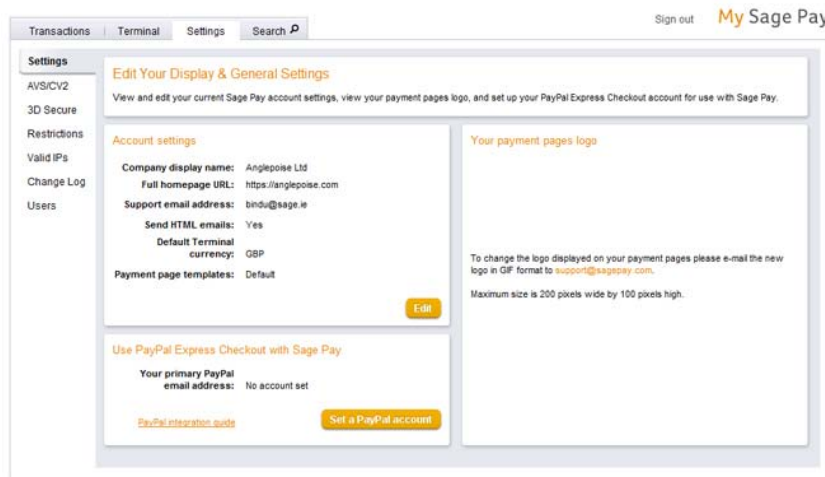 Sign out
My Sage Pay
Transactions
Terminal
Settings
Search
Settings
AVS/CV2
3D Secure
Restrictions
Valid IPs
Change Log
Users
Edit Your Display & General Settings
View and edit your current Sage Pay account settings, view your payment pages logo, and set up your PayPal Express Checkout account for use with Sage Pay.
Account settings
Company display name: Anglepoise Ltd
Full homepage URL: https://anglepoise.com
Support email address: bindu@sage.ie
Send HTML emails: Yes
Default Terminal
currency: GBP
Payment page templates: Default
Edit
Use PayPal Express Checkout with Sage Pay
Your primary PayPal
email address: No account set
PayPal integration guide
Set a PayPal account
Your payment pages logo
To change the logo displayed on your payment pages please e-mail the new
logo in GIF format to support@sagepay.com.
Maximum size is 200 pixels wide by 100 pixels high.